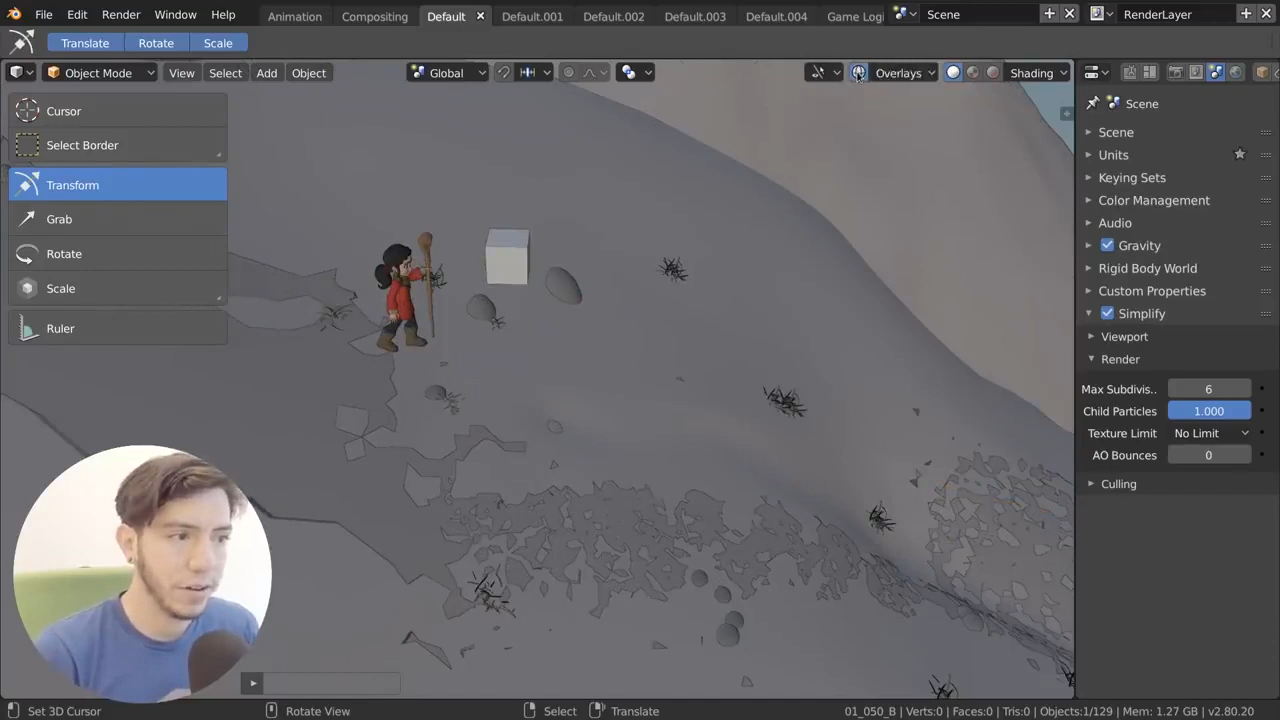 File Edit Render Window Help Animation Compositing Default Default.001 Default.002 Default.003 Default.004 Game Logi Scene RenderLayer
Translate Rotate Scale
Object Mode View Select Add Object Global Overlays Shading
Scene
Cursor
Select Border
Transform
Grab
Rotate
Scale
Ruler
Scene
Units
Keying Sets
Color Management
Audio
Gravity
Rigid Body World
Custom Properties
Simplify
Viewport
Render
Max Subdivis.. 6
Child Particles 1.000
Texture Limit No Limit
AO Bounces 0
Culling
Set 3D Cursor Rotate View Select Translate 01_050_B | Verts:0 | Faces:0 | Tris:0 | Objects:1/129 | Mem: 1.27 GB | v2.80.20